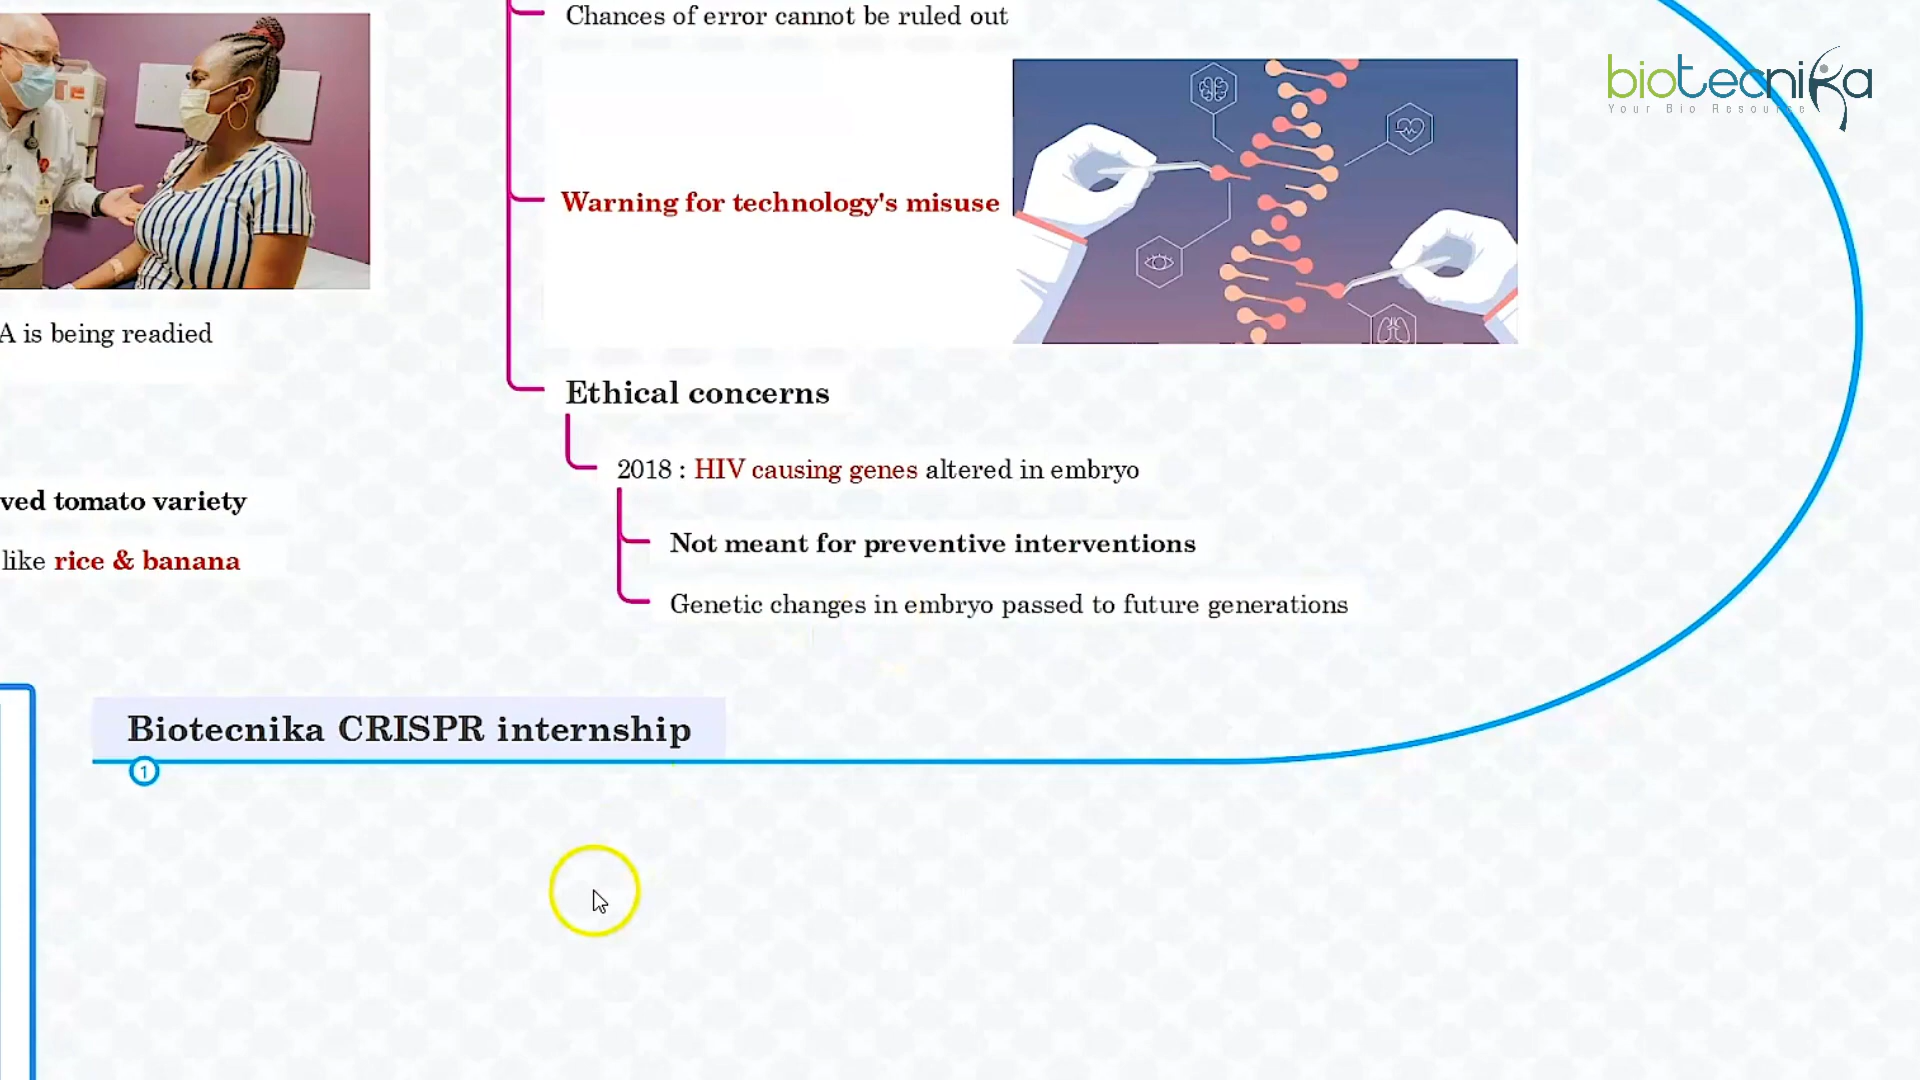 Chances of error cannot be ruled out
biotecnika
Your Bio Resource
Warning for technology's misuse
A is being readied
Ethical concerns
2018 : HIV causing genes altered in embryo
ved tomato variety
Not meant for preventive interventions
like rice & banana
Genetic changes in embryo passed to future generations
Biotecnika CRISPR internship
1